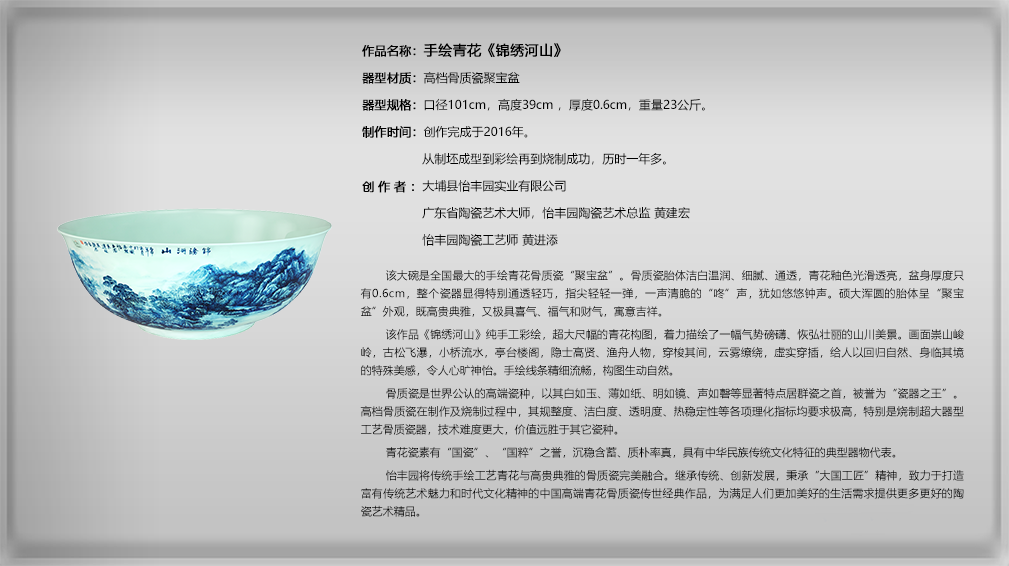 作品名称：手绘青花《锦绣河山》
器型材质：高档骨质瓷聚宝盆
器型规格：口径101cm，高度39cm ，厚度0.6cm，重量23公斤。
制作时间：创作完成于2016年。
从制坯成型到彩绘再到烧制成功，历时一年多。
创 作 者 ：大埔县怡丰园实业有限公司
广东省陶瓷艺术大师，怡丰园陶瓷艺术总监 黄建宏
怡丰园陶瓷工艺师 黄进添
该大碗是全国最大的手绘青花骨质瓷“聚宝盆”。骨质瓷胎体洁白温润、细腻、通透，青花釉色光滑透亮，盆身厚度只
有0.6cm，整个瓷器显得特别通透轻巧，指尖轻轻一弹，一声清脆的“咚”声，犹如悠悠钟声。硕大浑圆的胎体呈“聚宝
盆”外观，既高贵典雅，又极具喜气、福气和财气，寓意吉祥。
该作品《锦绣河山》纯手工彩绘，超大尺幅的青花构图，着力描绘了一幅气势磅礴、恢弘壮丽的山川美景。画面崇山峻
岭，古松飞瀑，小桥流水，亭台楼阁，隐士高贤、渔舟人物，穿梭其间，云雾缭绕，虚实穿插，给人以回归自然、身临其境
的特殊美感，令人心旷神怡。手绘线条精细流畅，构图生动自然。
骨质瓷是世界公认的高端瓷种，以其白如玉、薄如纸、明如镜、声如磬等显著特点居群瓷之首，被誉为“瓷器之王”。
高档骨质瓷在制作及烧制过程中，其规整度、洁白度、透明度、热稳定性等各项理化指标均要求极高，特别是烧制超大器型
工艺骨质瓷器，技术难度更大，价值远胜于其它瓷种。
青花瓷素有“国瓷”、“国粹”之誉，沉稳含蓄、质朴率真，具有中华民族传统文化特征的典型器物代表。
怡丰园将传统手绘工艺青花与高贵典雅的骨质瓷完美融合。继承传统、创新发展，秉承“大国工匠”精神，致力于打造
富有传统艺术魅力和时代文化精神的中国高端青花骨质瓷传世经典作品，为满足人们更加美好的生活需求提供更多更好的陶
瓷艺术精品。